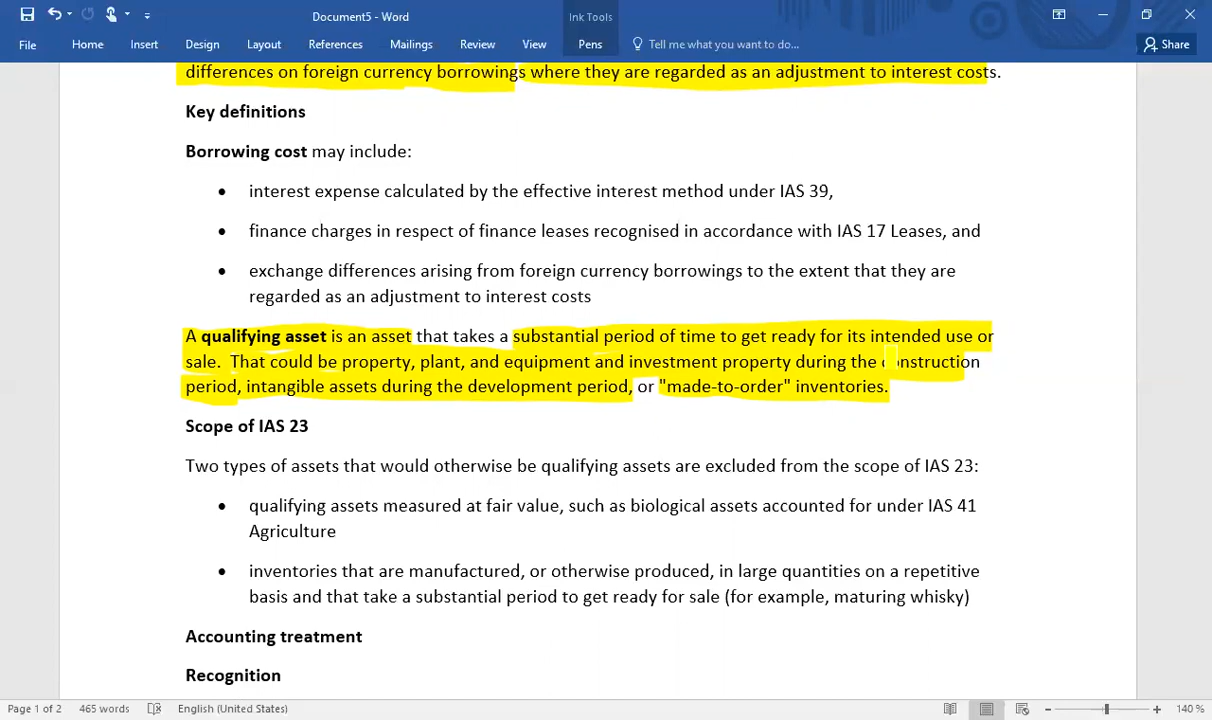 Document5 - Word
Ink Tools
File Home Insert Design Layout References Mailings Review View Pens Tell me what you want to do... Share
differences on foreign currency borrowings where they are regarded as an adjustment to interest costs.
Key definitions
Borrowing cost may include:
• interest expense calculated by the effective interest method under IAS 39,
• finance charges in respect of finance leases recognised in accordance with IAS 17 Leases, and
• exchange differences arising from foreign currency borrowings to the extent that they are
regarded as an adjustment to interest costs
A qualifying asset is an asset that takes a substantial period of time to get ready for its intended use or
sale. That could be property, plant, and equipment and investment property during the construction
period, intangible assets during the development period, or "made-to-order" inventories.
Scope of IAS 23
Two types of assets that would otherwise be qualifying assets are excluded from the scope of IAS 23:
• qualifying assets measured at fair value, such as biological assets accounted for under IAS 41
Agriculture
• inventories that are manufactured, or otherwise produced, in large quantities on a repetitive
basis and that take a substantial period to get ready for sale (for example, maturing whisky)
Accounting treatment
Recognition
Page 1 of 2 465 words English (United States) 140 %